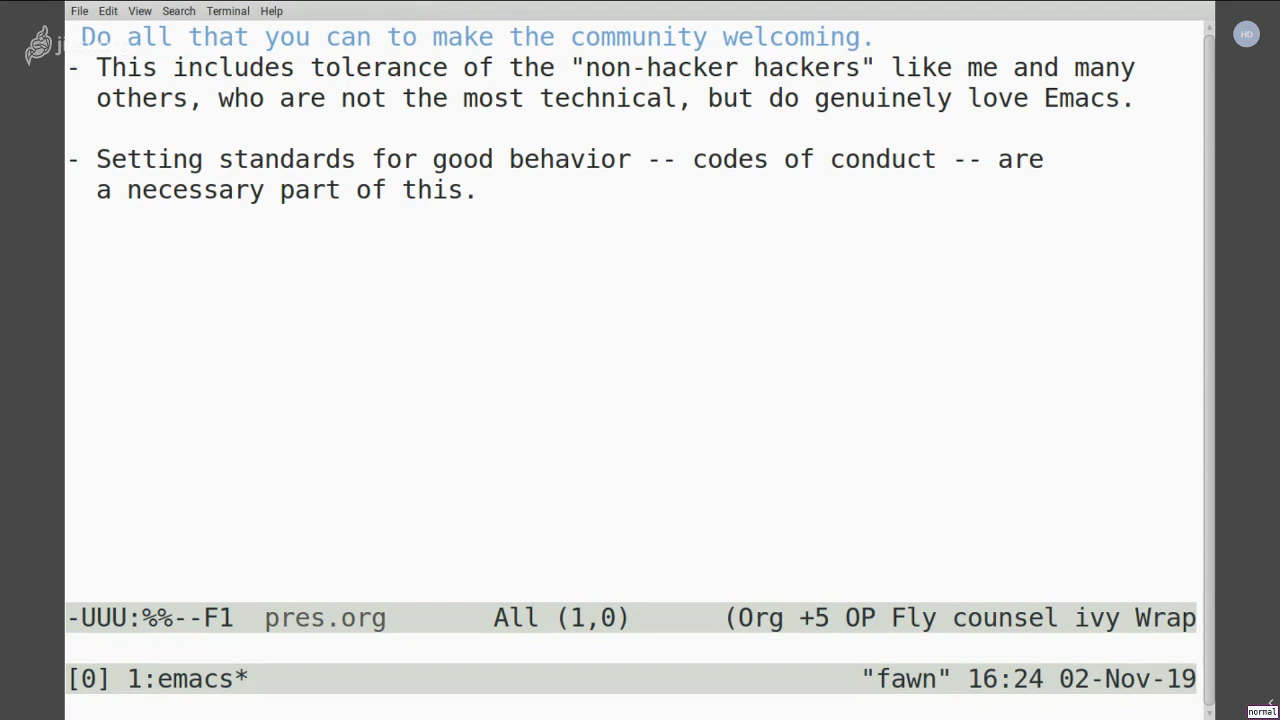 File Edit View Search Terminal Help
Do all that you can to make the community welcoming.
- This includes tolerance of the "non-hacker hackers" like me and many
others, who are not the most technical, but do genuinely love Emacs.
- Setting standards for good behavior -- codes of conduct -- are
a necessary part of this.
HD
-UUU:%%--F1 pres.org All (1,0) (Org +5 OP Fly counsel ivy Wrap
[0] 1:emacs* "fawn" 16:24 02-Nov-19
normal